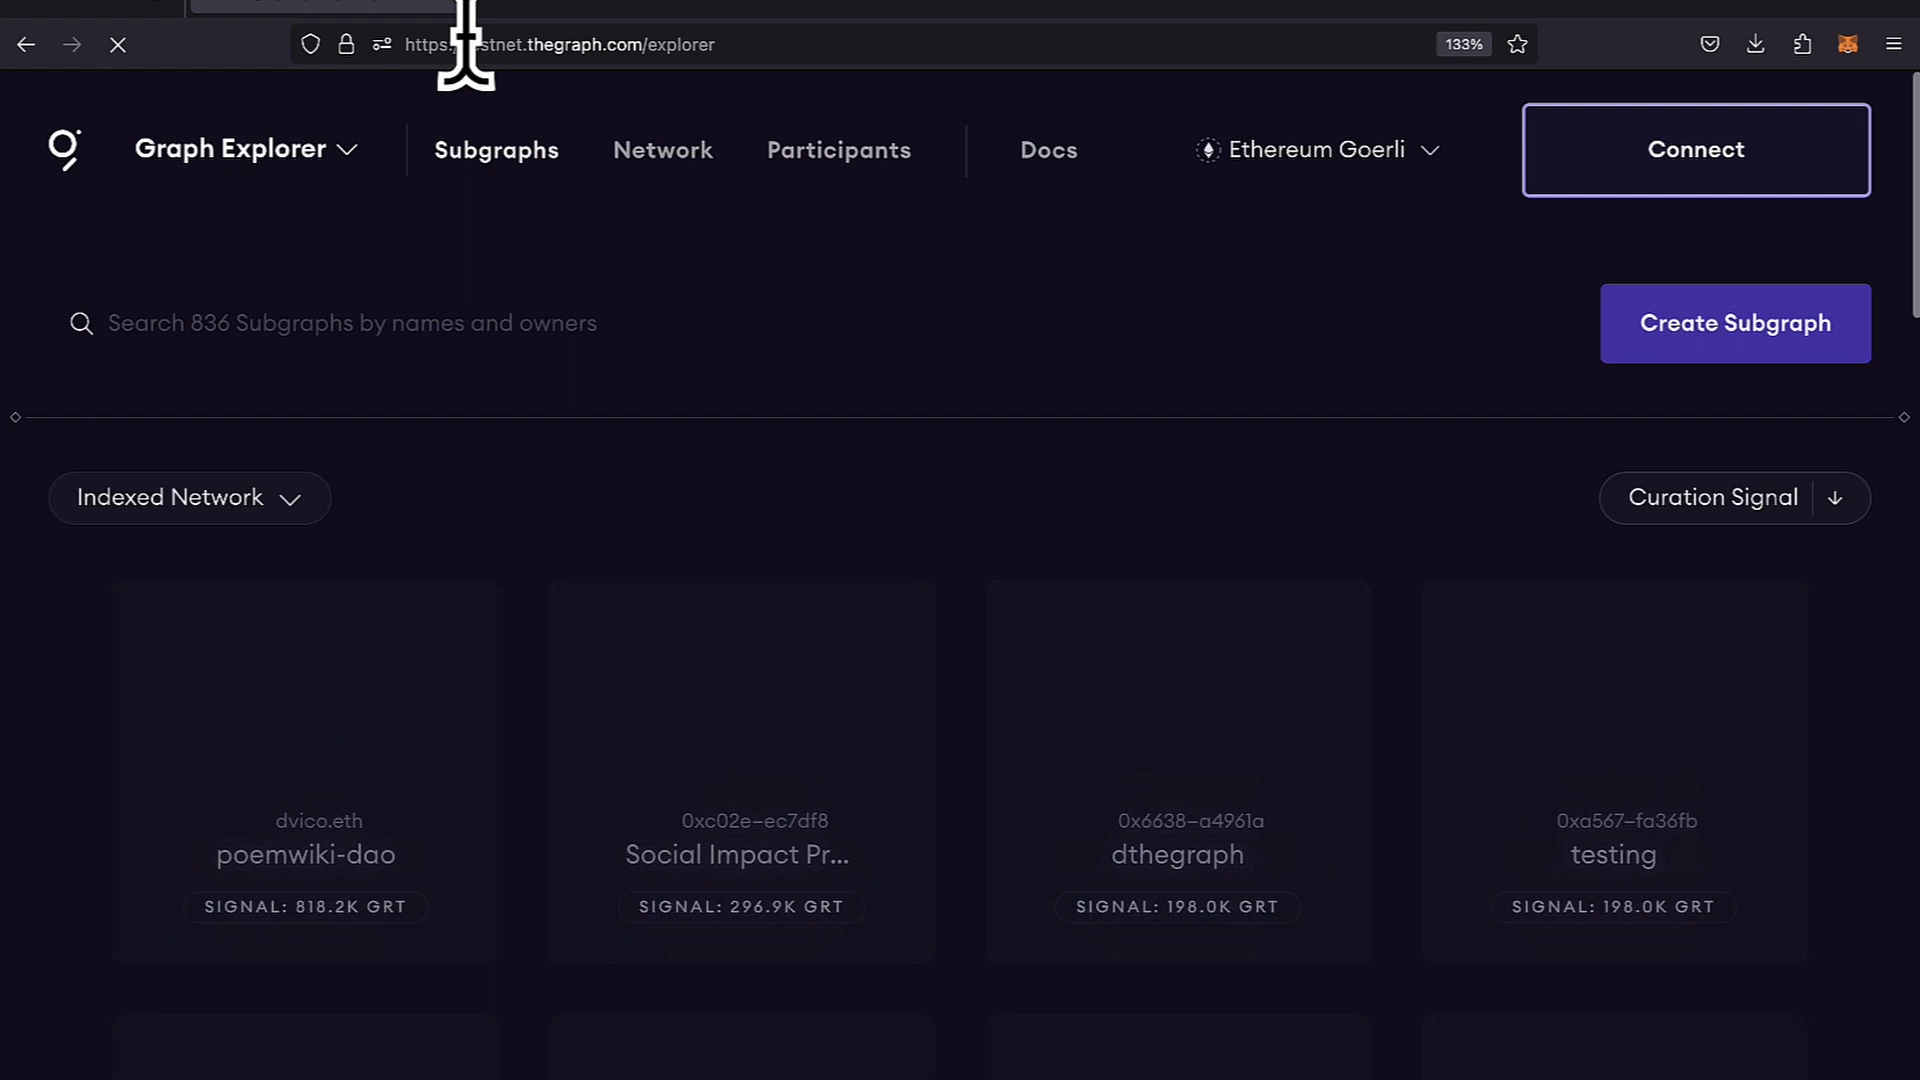 thegraph.com/explorer
133%
Graph Explorer
Subgraphs
Network
Participants
Docs
Ethereum Goerli
Connect
Search 836 Subgraphs by names and owners
Create Subgraph
Indexed Network
Curation Signal
dvico.eth
poemwiki-dao
SIGNAL: 818.2K GRT
0xc02e–ec7df8
Social Impact Pr...
SIGNAL: 296.9K GRT
0x6638–a4961a
dthegraph
SIGNAL: 198.0K GRT
0xa567–fa36fb
testing
SIGNAL: 198.0K GRT